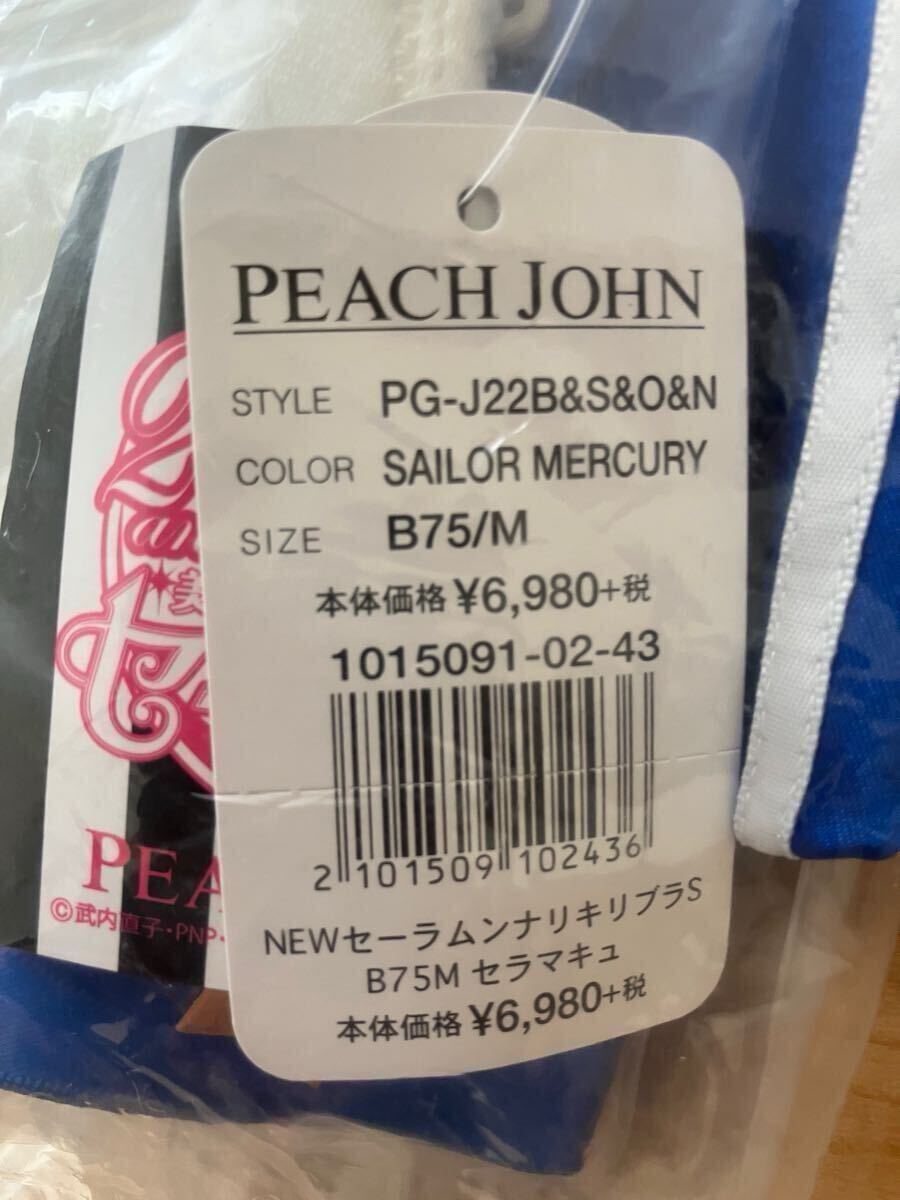 PEACH JOHN
STYLE PG-J22B&S&O&N
COLOR SAILOR MERCURY
SIZE B75/M
本体価格 ¥6,980+税
1015091-02-43
2 101509 102436
NEWセーラムンナリキリブラS
B75M セラマキュ
本体価格 ¥6,980+税
PEA
©武内直子・PNP・